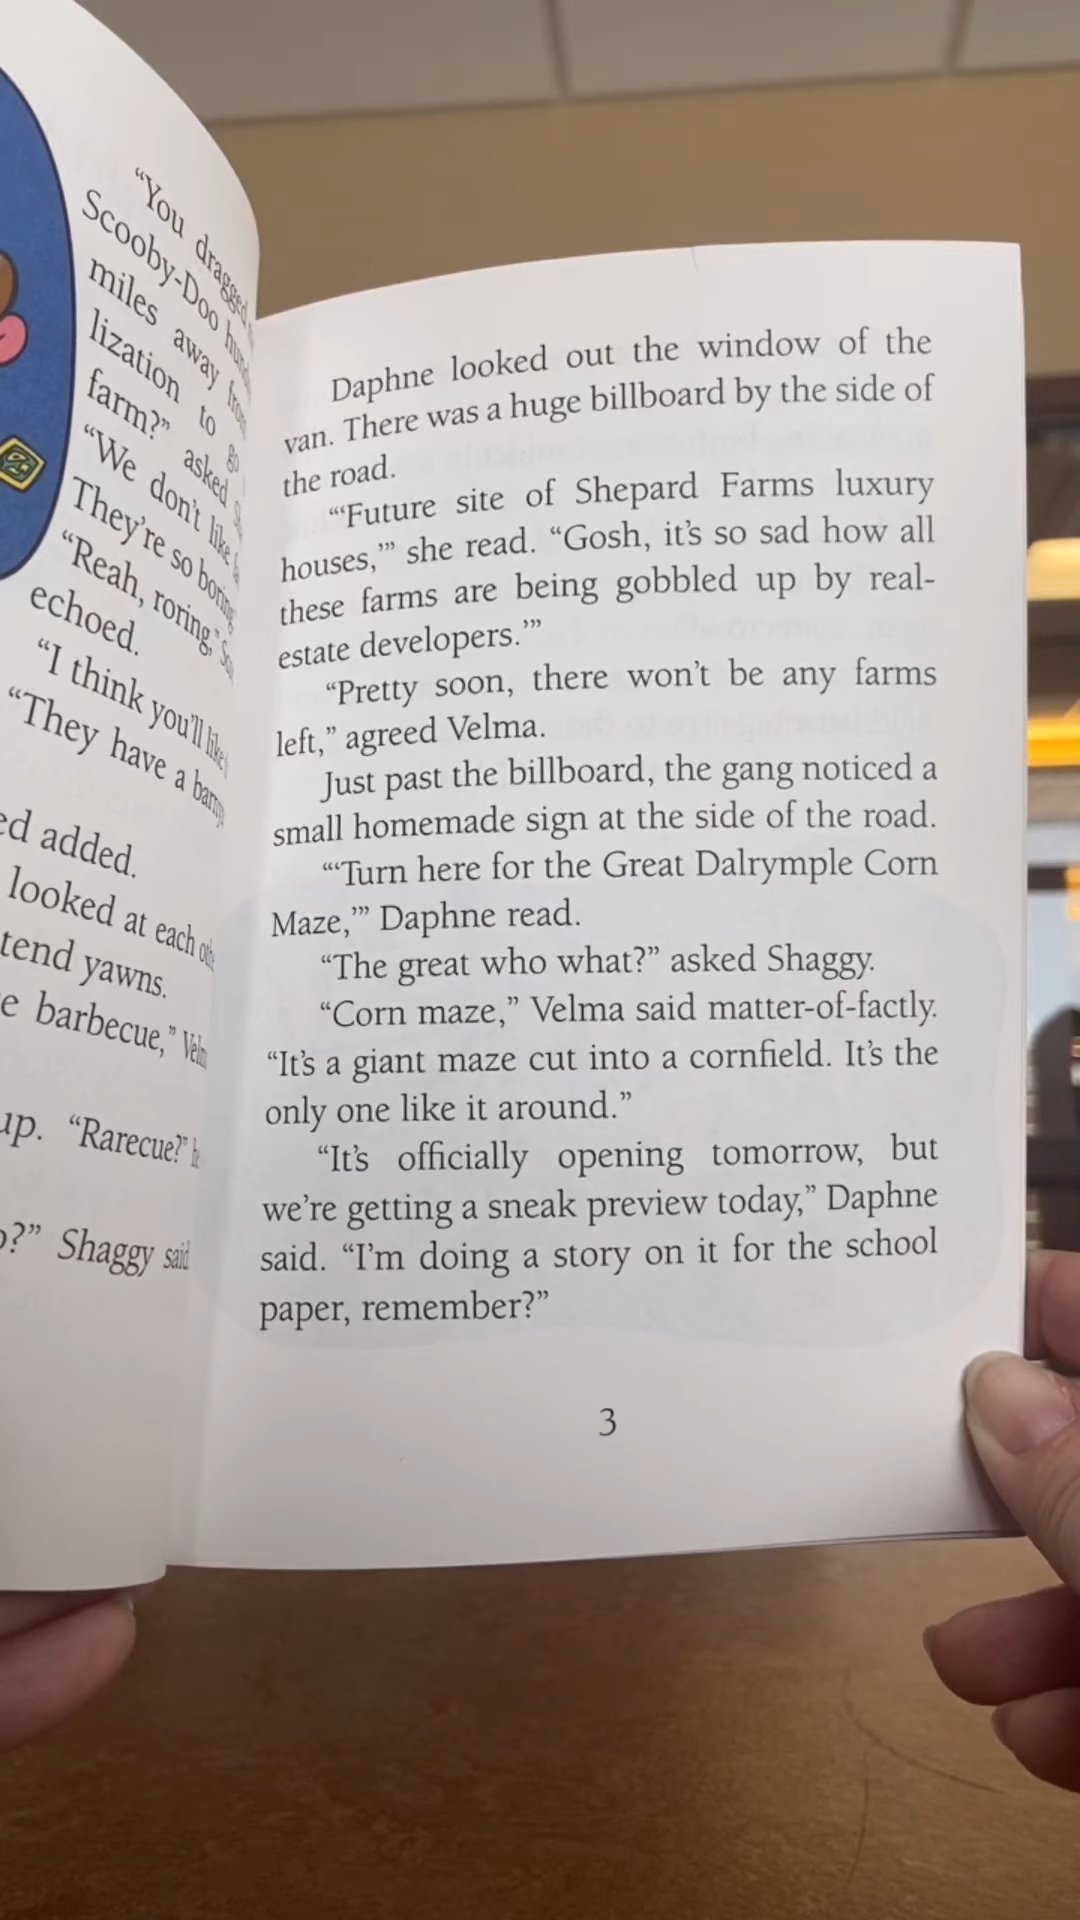 “You dragged
Scooby-Doo
miles away from
lization to go
farm?” asked
“We don’t like
They’re so boring
“Reah, roring,”
echoed.
“I think you’ll like
“They have a
added.
looked at each
tend yawns.
barbecue,”
up. “Rarecue?”
Shaggy said
Daphne looked out the window of the
van. There was a huge billboard by the side of
the road.
“‘Future site of Shepard Farms luxury
houses,’” she read. “Gosh, it’s so sad how all
these farms are being gobbled up by real-
estate developers.’”
“Pretty soon, there won’t be any farms
left,” agreed Velma.
Just past the billboard, the gang noticed a
small homemade sign at the side of the road.
“‘Turn here for the Great Dalrymple Corn
Maze,’” Daphne read.
“The great who what?” asked Shaggy.
“Corn maze,” Velma said matter-of-factly.
“It’s a giant maze cut into a cornfield. It’s the
only one like it around.”
“It’s officially opening tomorrow, but
we’re getting a sneak preview today,” Daphne
said. “I’m doing a story on it for the school
paper, remember?”
3